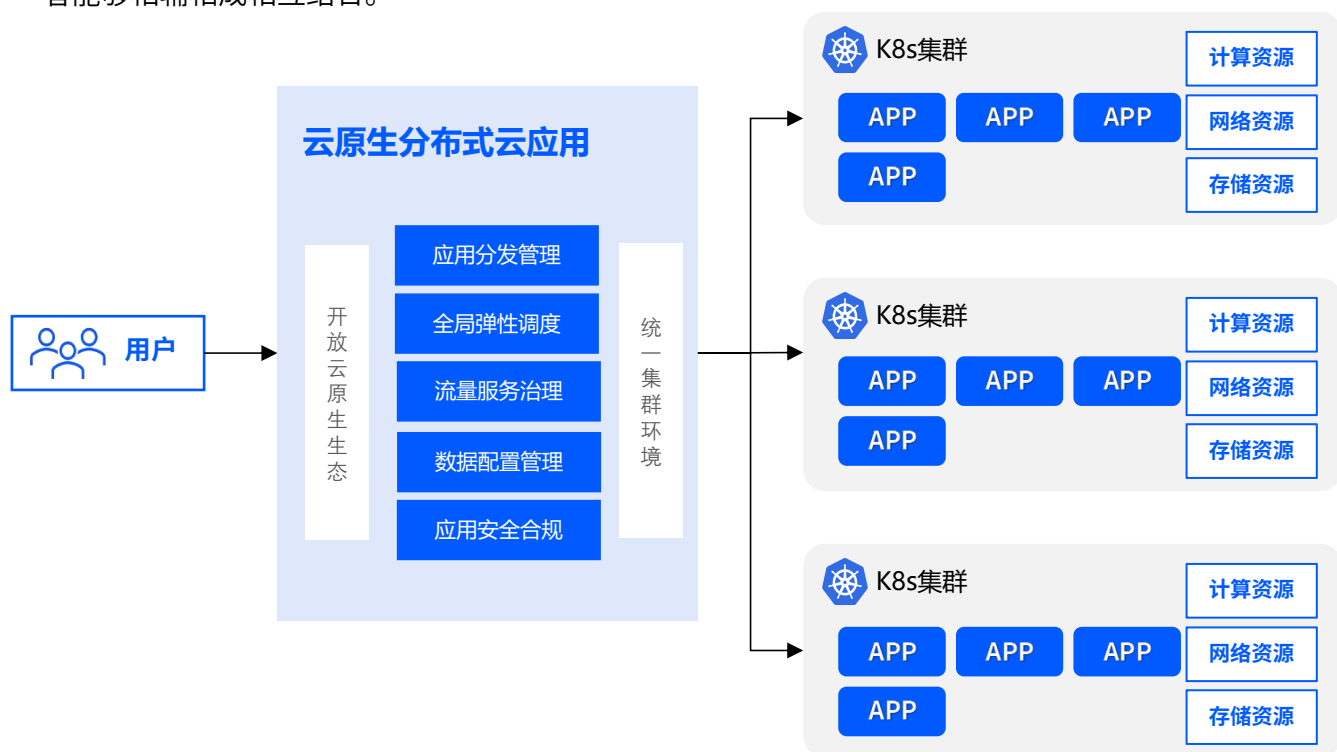 云原生分布式云应用
用户
开放云原生生态
应用分发管理
全局弹性调度
流量服务治理
数据配置管理
应用安全合规
统一集群环境
K8s集群
APP APP APP
APP
计算资源
网络资源
存储资源
K8s集群
APP APP APP
APP
计算资源
网络资源
存储资源
K8s集群
APP APP APP
APP
计算资源
网络资源
存储资源